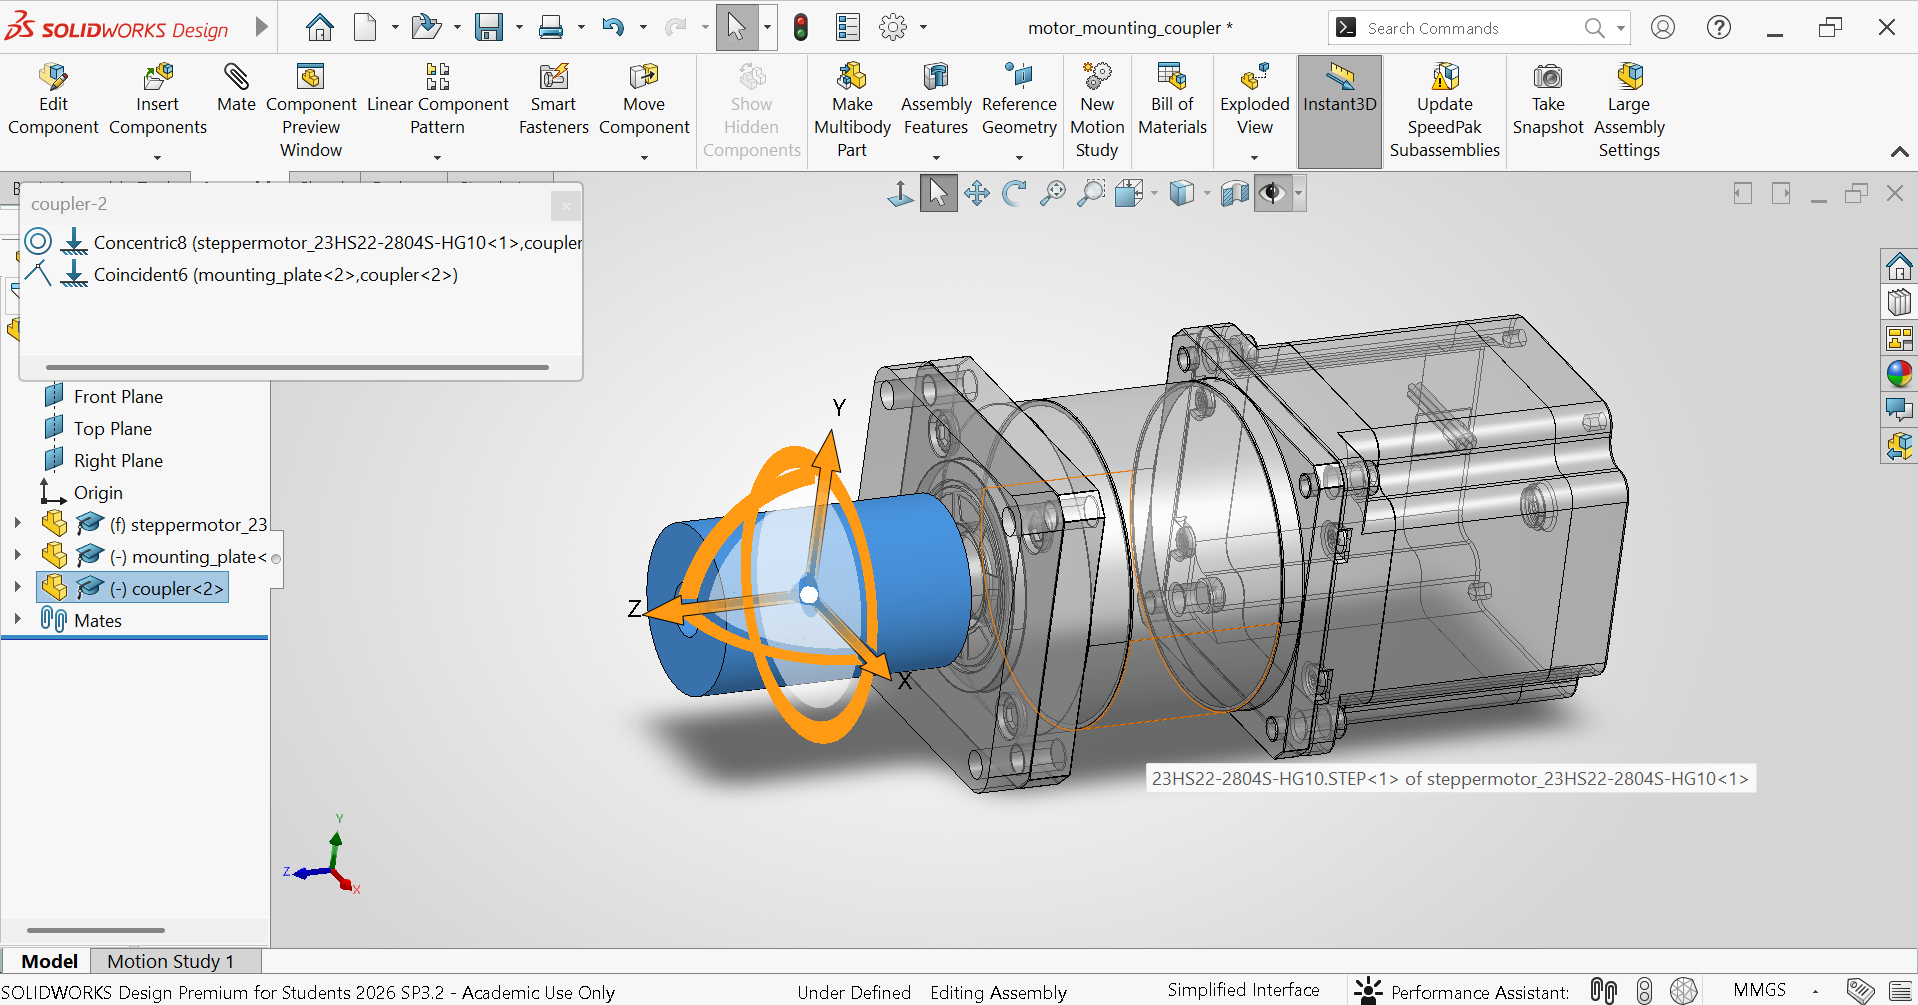 SOLIDWORKS Design
motor_mounting_coupler *
Search Commands
Edit Component
Insert Components
Mate
Component Preview Window
Linear Component Pattern
Smart Fasteners
Move Component
Show Hidden Components
Make Multibody Part
Assembly Features
Reference Geometry
New Motion Study
Bill of Materials
Exploded View
Instant3D
Update SpeedPak Subassemblies
Take Snapshot
Large Assembly Settings
coupler-2
Concentric8 (steppermotor_23HS22-2804S-HG10<1>,coupler
Coincident6 (mounting_plate<2>,coupler<2>)
Front Plane
Top Plane
Right Plane
Origin
(f) steppermotor_23
(-) mounting_plate<
(-) coupler<2>
Mates
Y
Z
X
23HS22-2804S-HG10.STEP<1> of steppermotor_23HS22-2804S-HG10<1>
Y
Z
X
Model
Motion Study 1
SOLIDWORKS Design Premium for Students 2026 SP3.2 - Academic Use Only
Under Defined
Editing Assembly
Simplified Interface
Performance Assistant:
MMGS